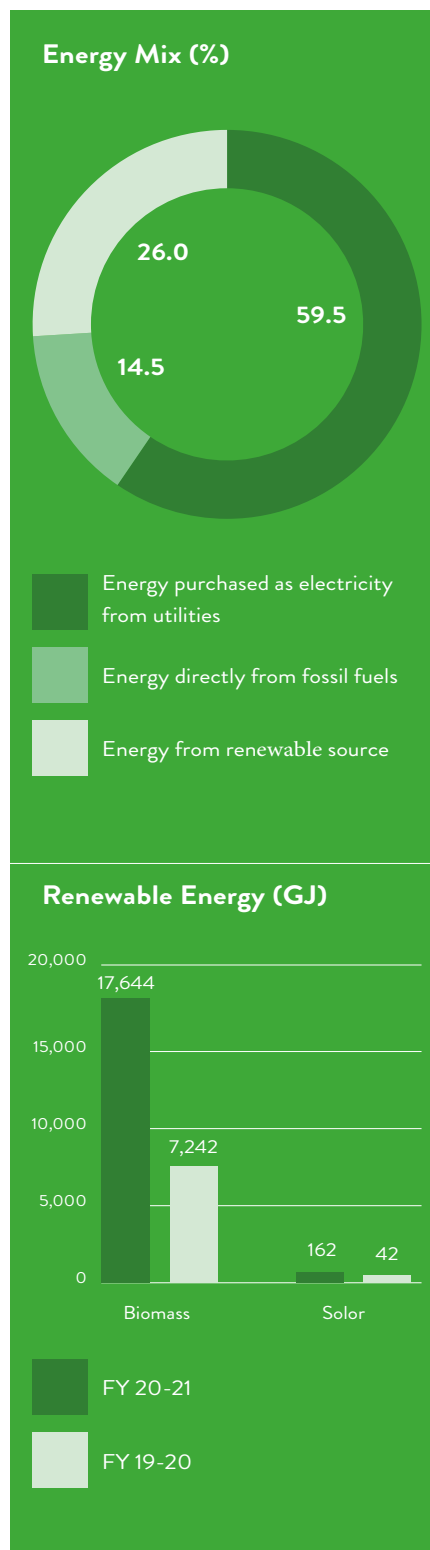 Energy Mix (%)
26.0
59.5
14.5
Energy purchased as electricity
from utilities
Energy directly from fossil fuels
Energy from renewable source
Renewable Energy (GJ)
20,000
17,644
15,000
10,000
7,242
5,000
162
42
0
Biomass
Solor
FY 20-21
FY 19-20